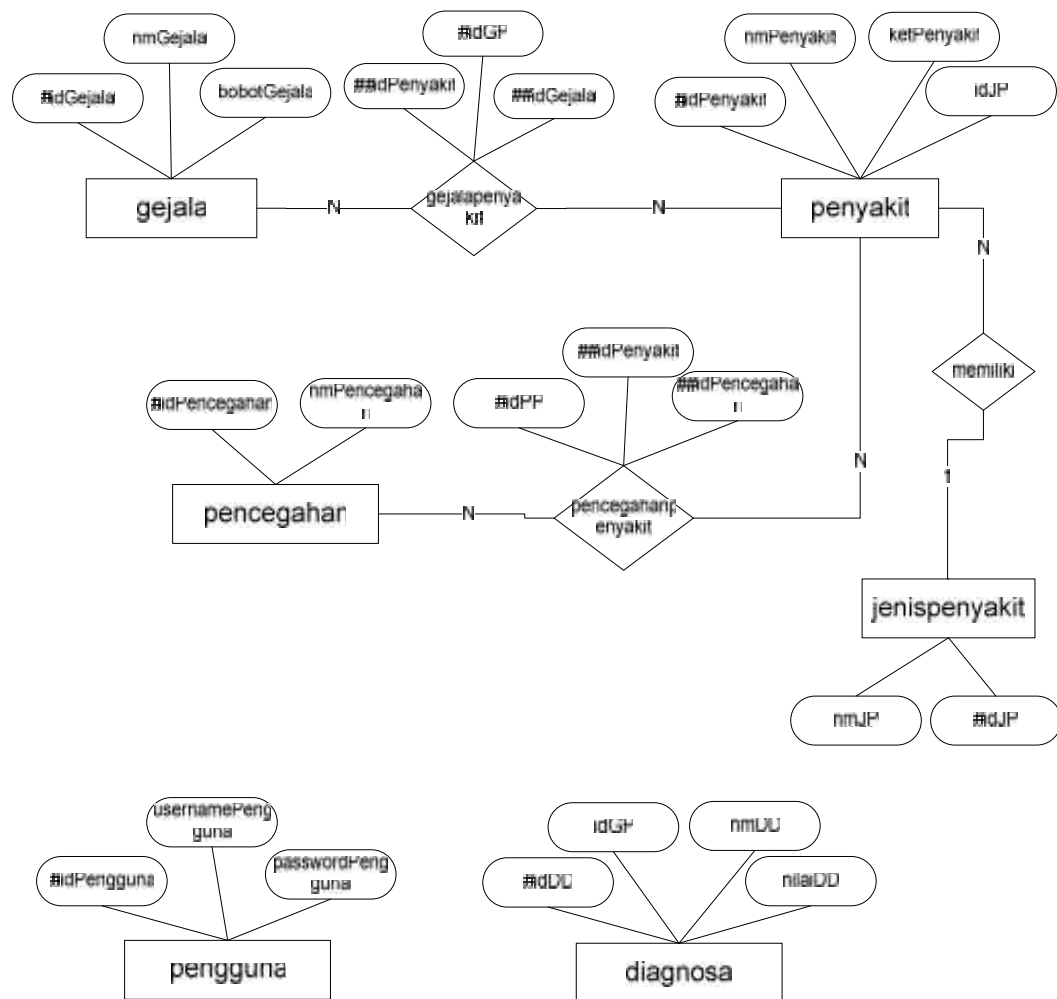 nmGejala
#idGejala
bobotGejala
#idGP
##idPenyakit
##idGejala
nmPenyakit
ketPenyakit
#idPenyakit
idJP
gejala
N
gejalapenya
kit
N
penyakit
N
memiliki
1
##idPenyakit
#idPencegahan
nmPencegaha
n
#idPP
##idPencegaha
n
pencegahan
N
pencegahanp
enyakit
N
jenispenyakit
nmJP
#idJP
usernamePeng
guna
#idPengguna
passwordPeng
guna
pengguna
idGP
nmDD
#idDD
nilaiDD
diagnosa